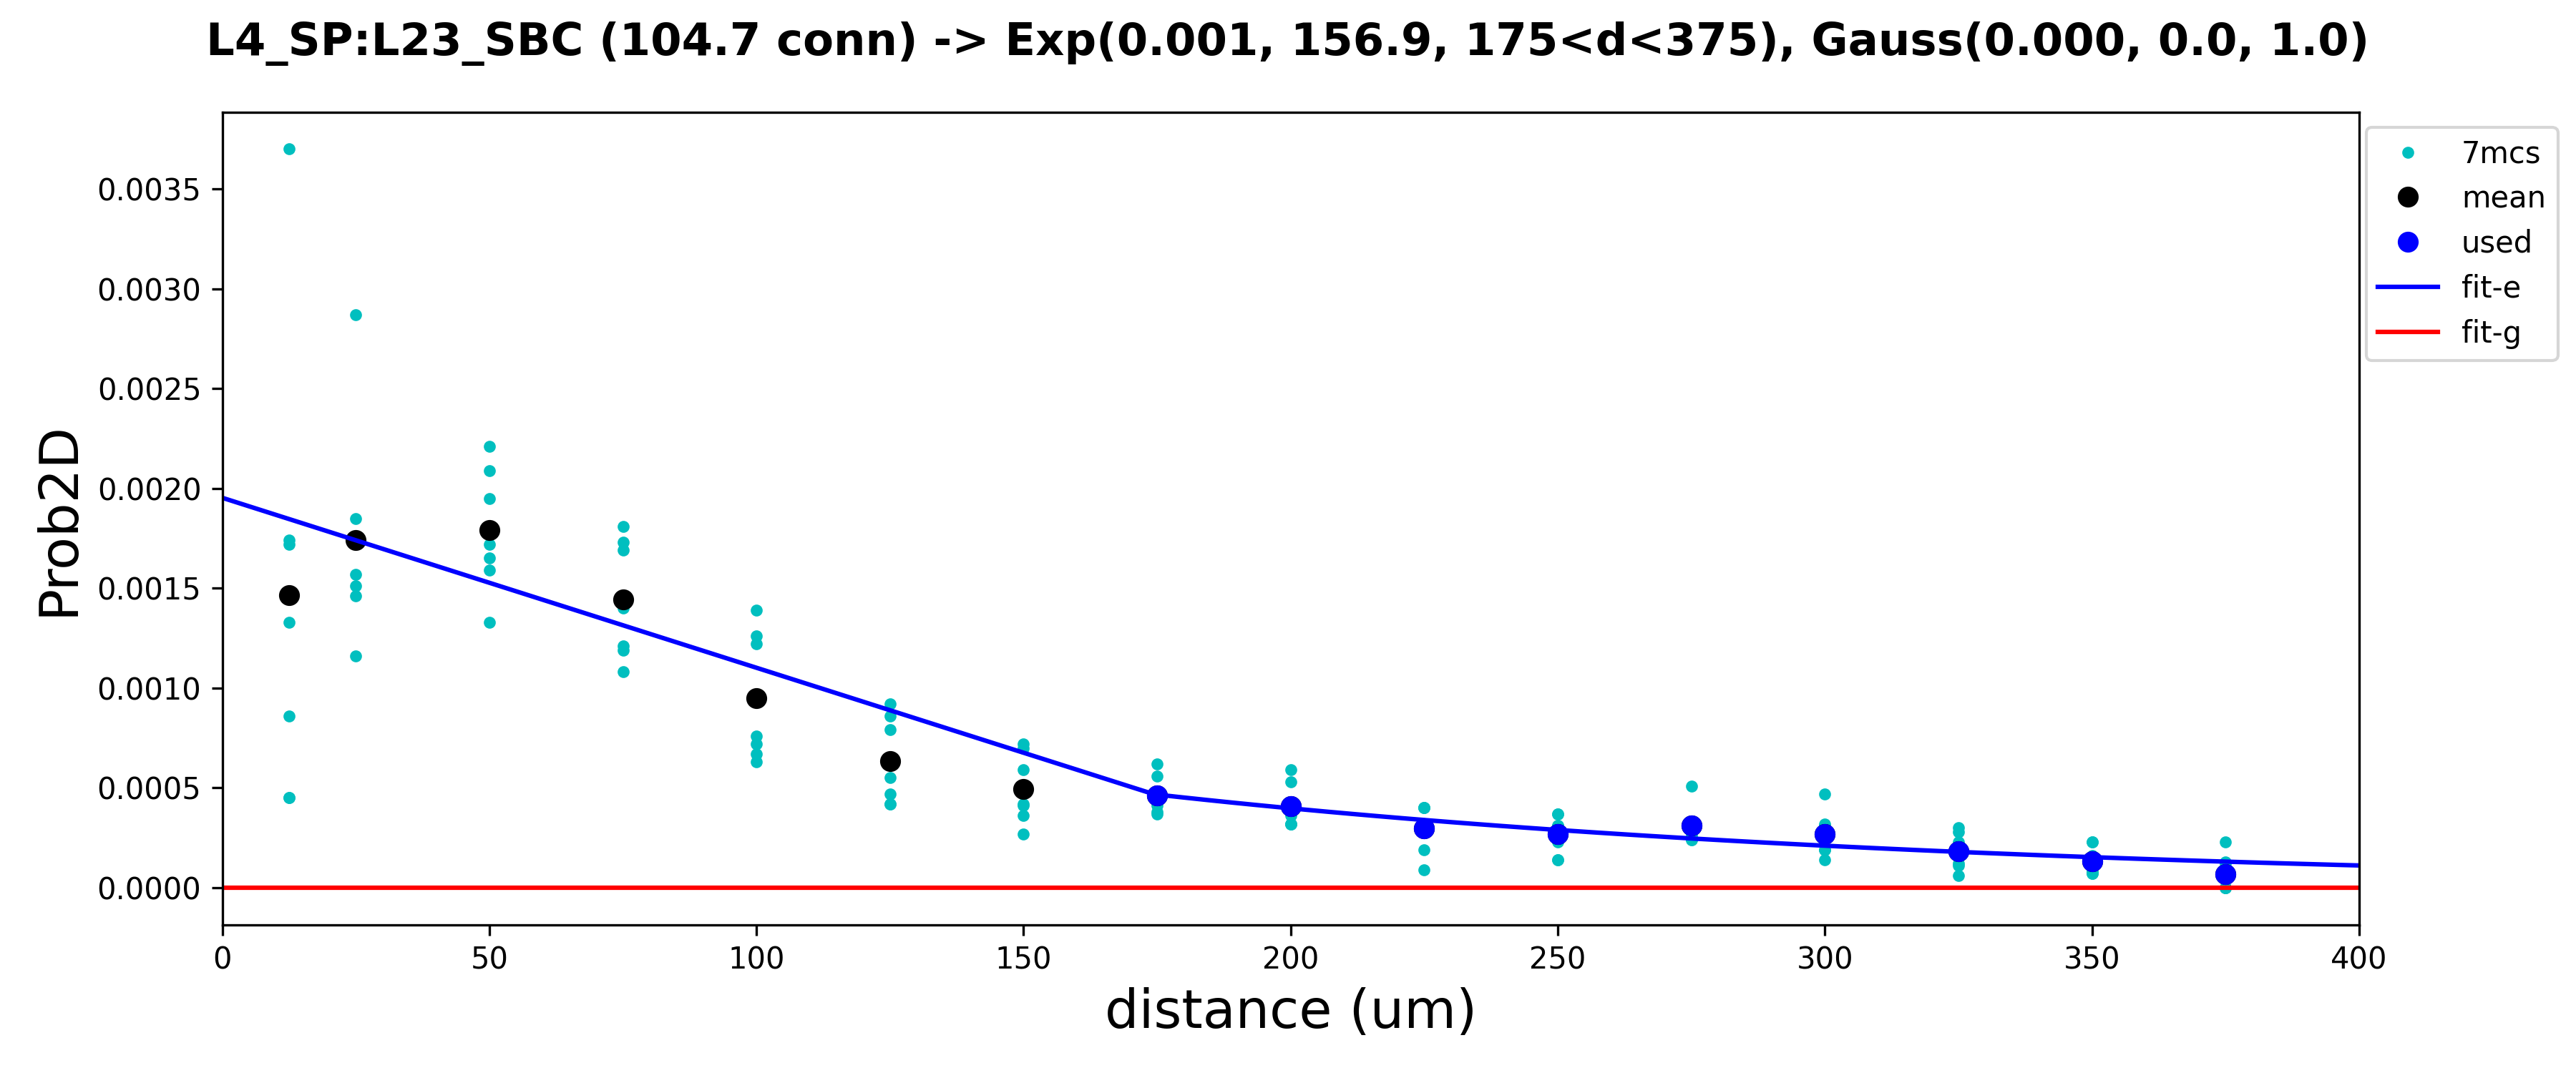 L4_SP:L23_SBC (104.7 conn) -> Exp(0.001, 156.9, 175<d<375), Gauss(0.000, 0.0, 1.0)
7mcs
mean
used
fit-e
fit-g
Prob2D
0.0035
0.0030
0.0025
0.0020
0.0015
0.0010
0.0005
0.0000
0 50 100 150 200 250 300 350 400
distance (um)